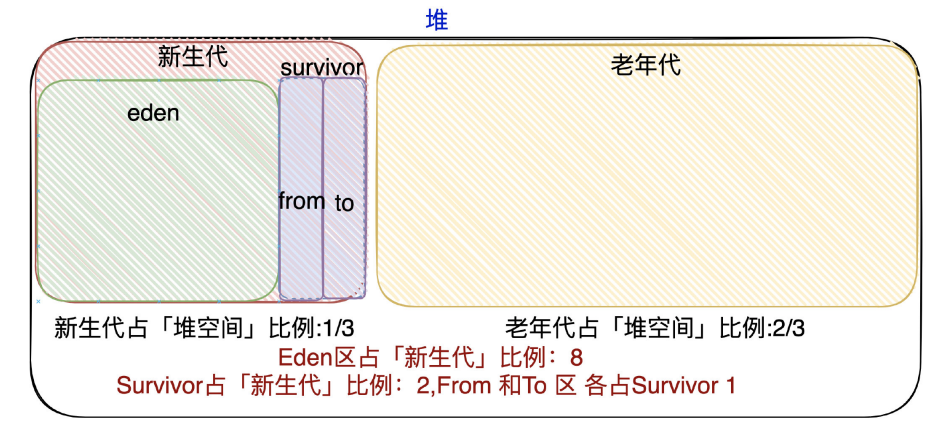 堆
新生代
survivor
老年代
eden
from
to
新生代占「堆空间」比例:1/3
老年代占「堆空间」比例:2/3
Eden区占「新生代」比例：8
Survivor占「新生代」比例：2,From 和To 区 各占Survivor 1